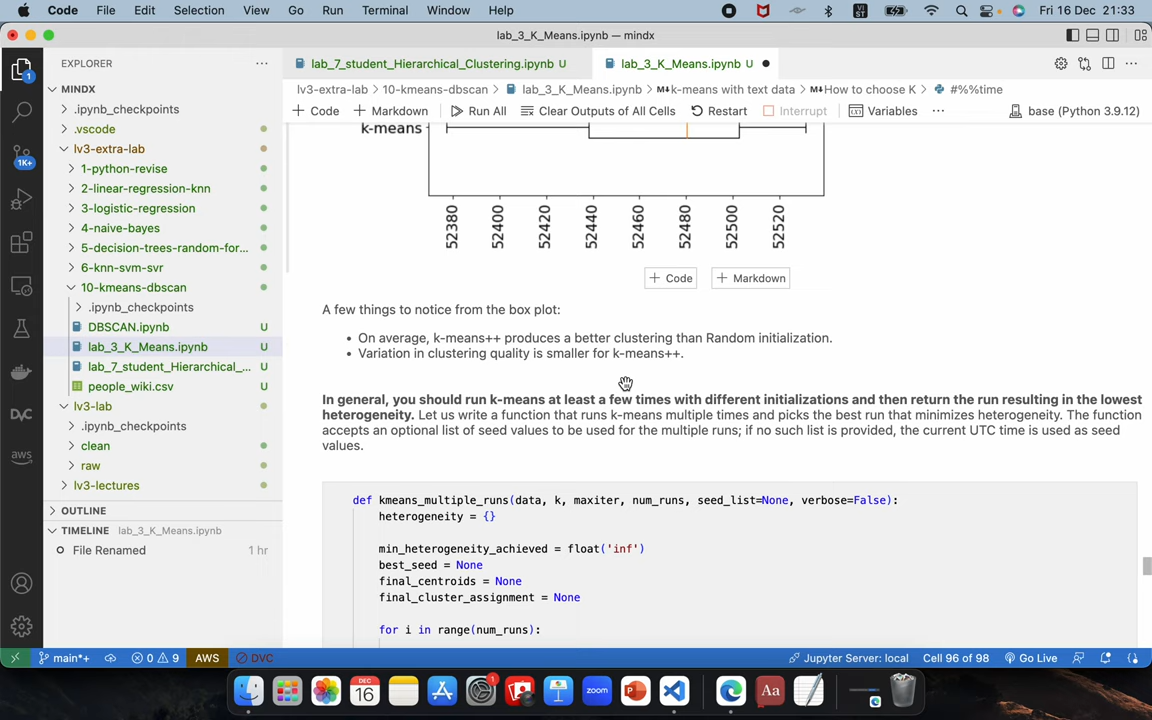 Code File Edit Selection View Go Run Terminal Window Help
VI ST
Fri 16 Dec 21:33
lab_3_K_Means.ipynb — mindx
EXPLORER
lab_7_student_Hierarchical_Clustering.ipynb U
lab_3_K_Means.ipynb U
MINDX
lv3-extra-lab > 10-kmeans-dbscan > lab_3_K_Means.ipynb > M↓k-means with text data > M↓How to choose K > #%%time
+ Code + Markdown Run All Clear Outputs of All Cells Restart Interrupt Variables ... base (Python 3.9.12)
.ipynb_checkpoints
.vscode
lv3-extra-lab
1-python-revise
2-linear-regression-knn
3-logistic-regression
4-naive-bayes
5-decision-trees-random-for...
6-knn-svm-svr
10-kmeans-dbscan
.ipynb_checkpoints
DBSCAN.ipynb U
lab_3_K_Means.ipynb U
lab_7_student_Hierarchical_... U
people_wiki.csv U
lv3-lab
.ipynb_checkpoints
clean
raw
lv3-lectures
OUTLINE
TIMELINE lab_3_K_Means.ipynb
File Renamed 1 hr
1
1K+
DVC
aws
k-means
52380 52400 52420 52440 52460 52480 52500 52520
+ Code + Markdown
A few things to notice from the box plot:
• On average, k-means++ produces a better clustering than Random initialization.
• Variation in clustering quality is smaller for k-means++.
In general, you should run k-means at least a few times with different initializations and then return the run resulting in the lowest
heterogeneity. Let us write a function that runs k-means multiple times and picks the best run that minimizes heterogeneity. The function
accepts an optional list of seed values to be used for the multiple runs; if no such list is provided, the current UTC time is used as seed
values.
def kmeans_multiple_runs(data, k, maxiter, num_runs, seed_list=None, verbose=False):
heterogeneity = {}
min_heterogeneity_achieved = float('inf')
best_seed = None
final_centroids = None
final_cluster_assignment = None
for i in range(num_runs):
main*+ 0 9 AWS DVC Jupyter Server: local Cell 96 of 98 Go Live
DEC
16
1
zoom
P
Aa